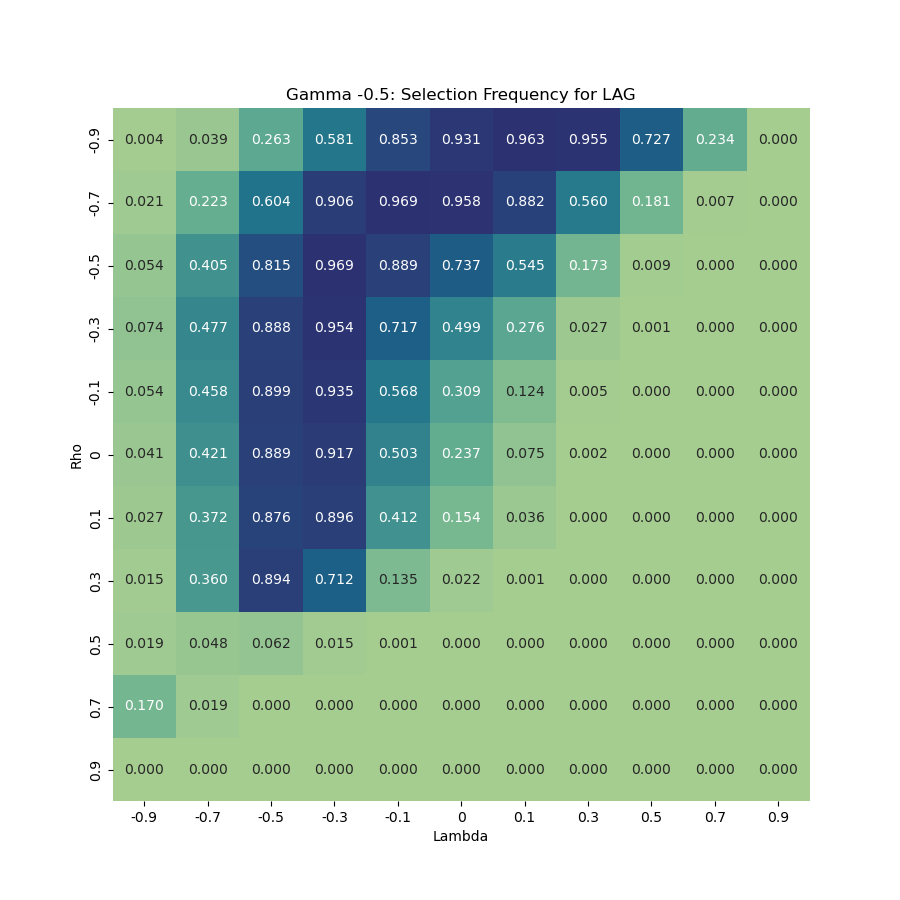 Gamma -0.5: Selection Frequency for LAG
-0.9 0.004 0.039 0.263 0.581 0.853 0.931 0.963 0.955 0.727 0.234 0.000
-0.7 0.021 0.223 0.604 0.906 0.969 0.958 0.882 0.560 0.181 0.007 0.000
-0.5 0.054 0.405 0.815 0.969 0.889 0.737 0.545 0.173 0.009 0.000 0.000
-0.3 0.074 0.477 0.888 0.954 0.717 0.499 0.276 0.027 0.001 0.000 0.000
-0.1 0.054 0.458 0.899 0.935 0.568 0.309 0.124 0.005 0.000 0.000 0.000
Rho
0 0.041 0.421 0.889 0.917 0.503 0.237 0.075 0.002 0.000 0.000 0.000
0.1 0.027 0.372 0.876 0.896 0.412 0.154 0.036 0.000 0.000 0.000 0.000
0.3 0.015 0.360 0.894 0.712 0.135 0.022 0.001 0.000 0.000 0.000 0.000
0.5 0.019 0.048 0.062 0.015 0.001 0.000 0.000 0.000 0.000 0.000 0.000
0.7 0.170 0.019 0.000 0.000 0.000 0.000 0.000 0.000 0.000 0.000 0.000
0.9 0.000 0.000 0.000 0.000 0.000 0.000 0.000 0.000 0.000 0.000 0.000
-0.9 -0.7 -0.5 -0.3 -0.1 0 0.1 0.3 0.5 0.7 0.9
Lambda